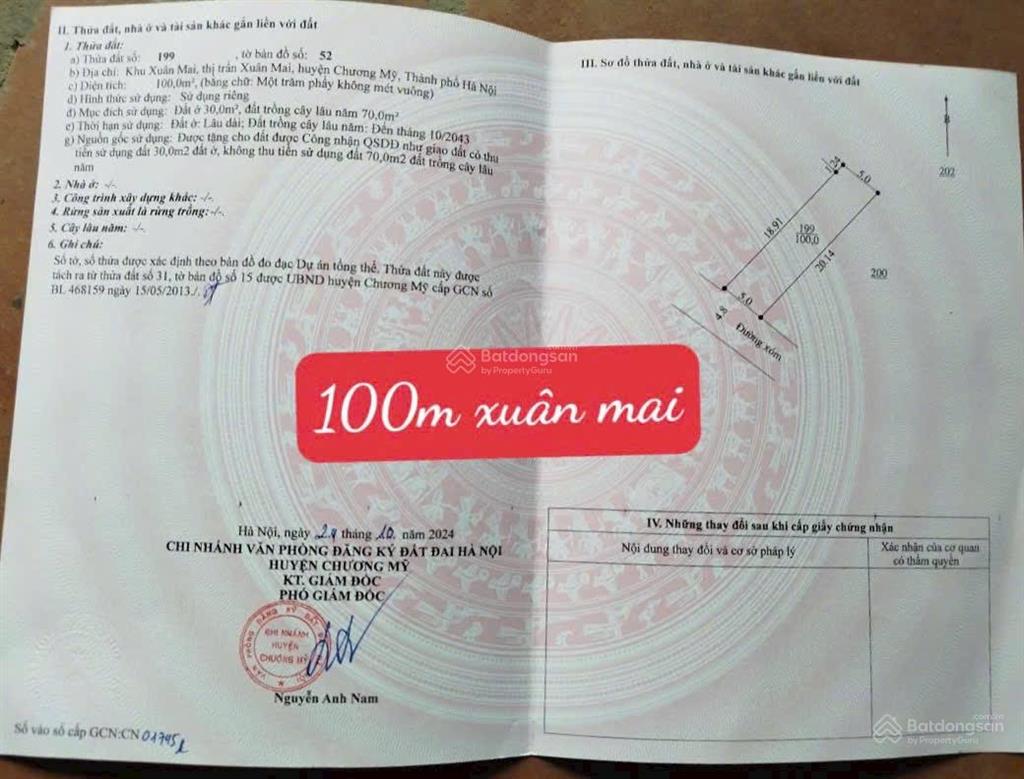 II. Thửa đất, nhà ở và tài sản khác gắn liền với đất
1. Thửa đất:
a) Thửa đất số: 199 , tờ bản đồ số: 52
b) Địa chỉ: Khu Xuân Mai, thị trấn Xuân Mai, huyện Chương Mỹ, Thành phố Hà Nội
c) Diện tích: 100,0m², (bằng chữ: Một trăm phẩy không mét vuông)
d) Hình thức sử dụng: Sử dụng riêng
đ) Mục đích sử dụng: Đất ở 30,0m², đất trồng cây lâu năm 70,0m²
e) Thời hạn sử dụng: Đất ở: Lâu dài; Đất trồng cây lâu năm: Đến tháng 10/2043
g) Nguồn gốc sử dụng: Được tặng cho đất được Công nhận QSDĐ như giao đất có thu
tiền sử dụng đất 30,0m2 đất ở, không thu tiền sử dụng đất 70,0m2 đất trồng cây lâu
năm
2. Nhà ở: -/-.
3. Công trình xây dựng khác: -/-.
4. Rừng sản xuất là rừng trồng: -/-.
5. Cây lâu năm: -/-.
6. Ghi chú:
Số tờ, số thửa được xác định theo bản đồ đo đạc Dự án tổng thể. Thửa đất này được
tách ra từ thửa đất số 31, tờ bản đồ số 15 được UBND huyện Chương Mỹ cấp GCN số
BL 468159 ngày 15/05/2013./.
Hà Nội, ngày 24 tháng 10 năm 2024
CHI NHÁNH VĂN PHÒNG ĐĂNG KÝ ĐẤT ĐAI HÀ NỘI
HUYỆN CHƯƠNG MỸ
KT. GIÁM ĐỐC
PHÓ GIÁM ĐỐC
CHI NHÁNH
HUYỆN
CHƯƠNG MỸ
Nguyễn Anh Nam
Số vào sổ cấp GCN:CN 01795
III. Sơ đồ thửa đất, nhà ở và tài sản khác gắn liền với đất
B
202
5.0
18.91
199
100,0
20.14
200
5.0
4.8
Đường xóm
IV. Những thay đổi sau khi cấp giấy chứng nhận
Nội dung thay đổi và cơ sở pháp lý
Xác nhận của cơ quan
có thẩm quyền
100m xuân mai
Batdongsan
by PropertyGuru
Batdongsan
.com.vn
by PropertyGuru